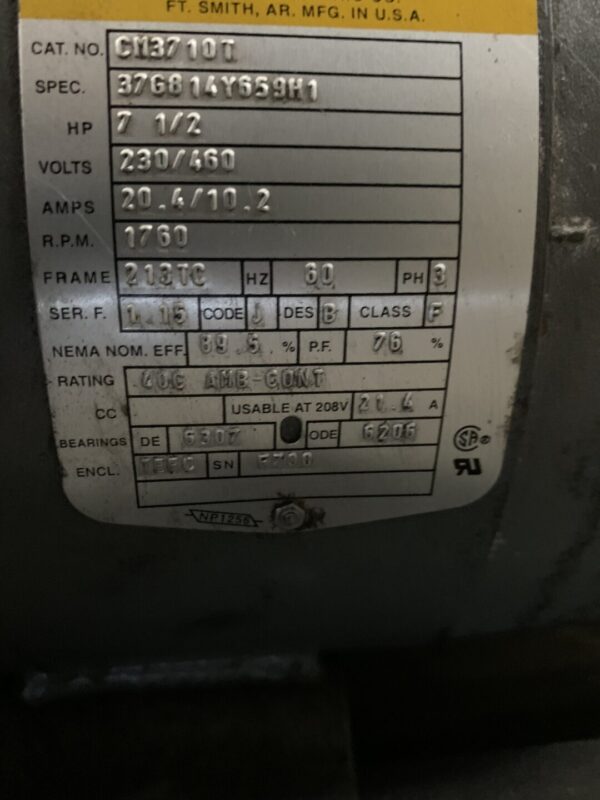 FT. SMITH, AR. MFG. IN U.S.A.
CAT. NO. CM3710T
SPEC. 37G814Y659H1
HP 7 1/2
VOLTS 230/460
AMPS 20.4/10.2
R.P.M. 1760
FRAME 213TC HZ 60 PH 3
SER. F. 1.15 CODE J DES B CLASS F
NEMA NOM. EFF. 89.5 % P.F. 76 %
RATING 40C AMB-CONT
CC USABLE AT 208V 21.4 A
BEARINGS DE 6307 ODE 6206
ENCL. TEFC SN
NP1256